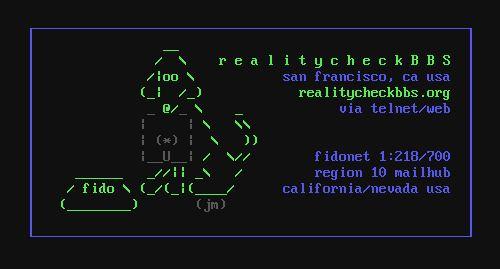 r e a l i t y c h e c k B B S
san francisco, ca usa
realitycheckbbs.org
via telnet/web
fidonet 1:218/700
region 10 mailhub
california/nevada usa
fido
(jm)